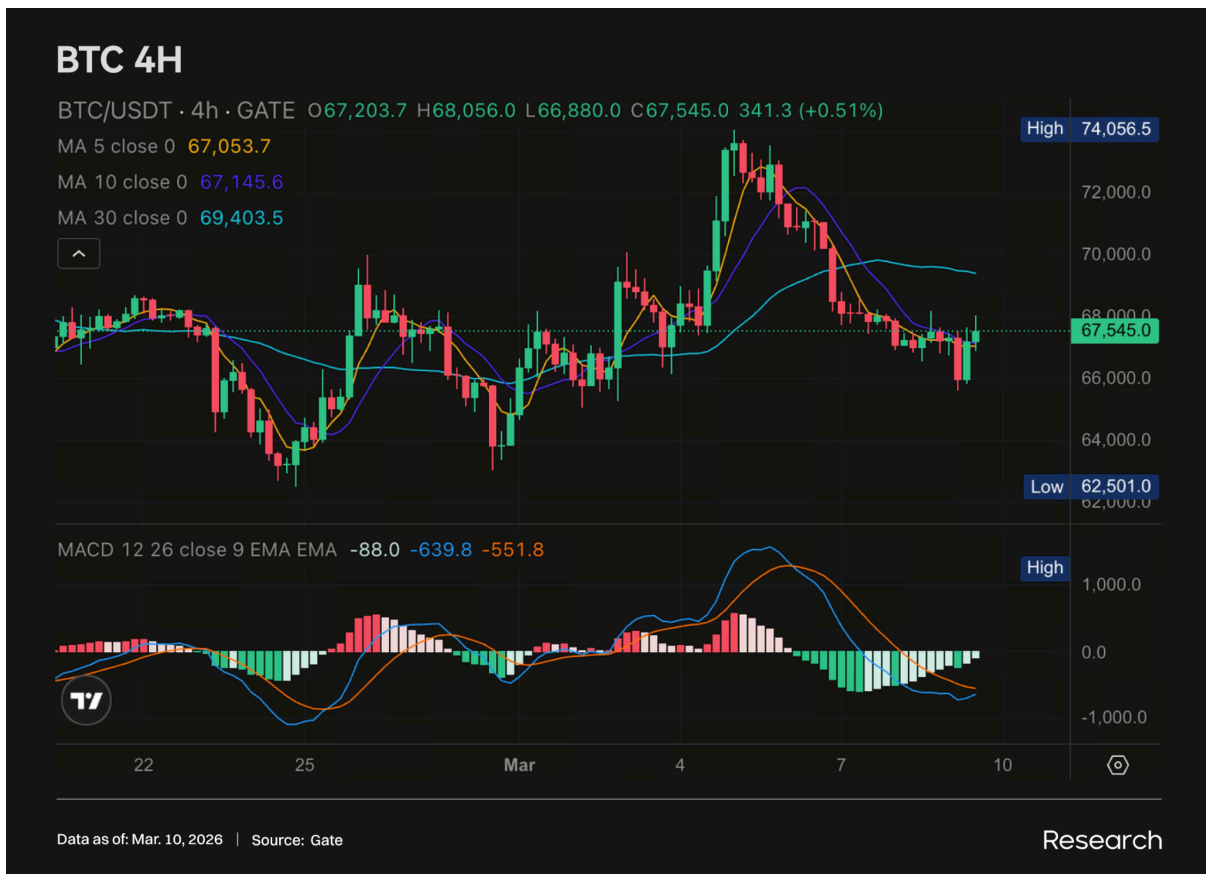 BTC 4H
BTC/USDT · 4h · GATE O67,203.7 H68,056.0 L66,880.0 C67,545.0 341.3 (+0.51%)
MA 5 close 0 67,053.7
MA 10 close 0 67,145.6
MA 30 close 0 69,403.5
High 74,056.5
72,000.0
70,000.0
68,000.0
67,545.0
66,000.0
64,000.0
Low 62,501.0
62,000.0
MACD 12 26 close 9 EMA EMA -88.0 -639.8 -551.8
High
1,000.0
0.0
-1,000.0
22 25 Mar 4 7 10
Data as of: Mar. 10, 2026 | Source: Gate
Research